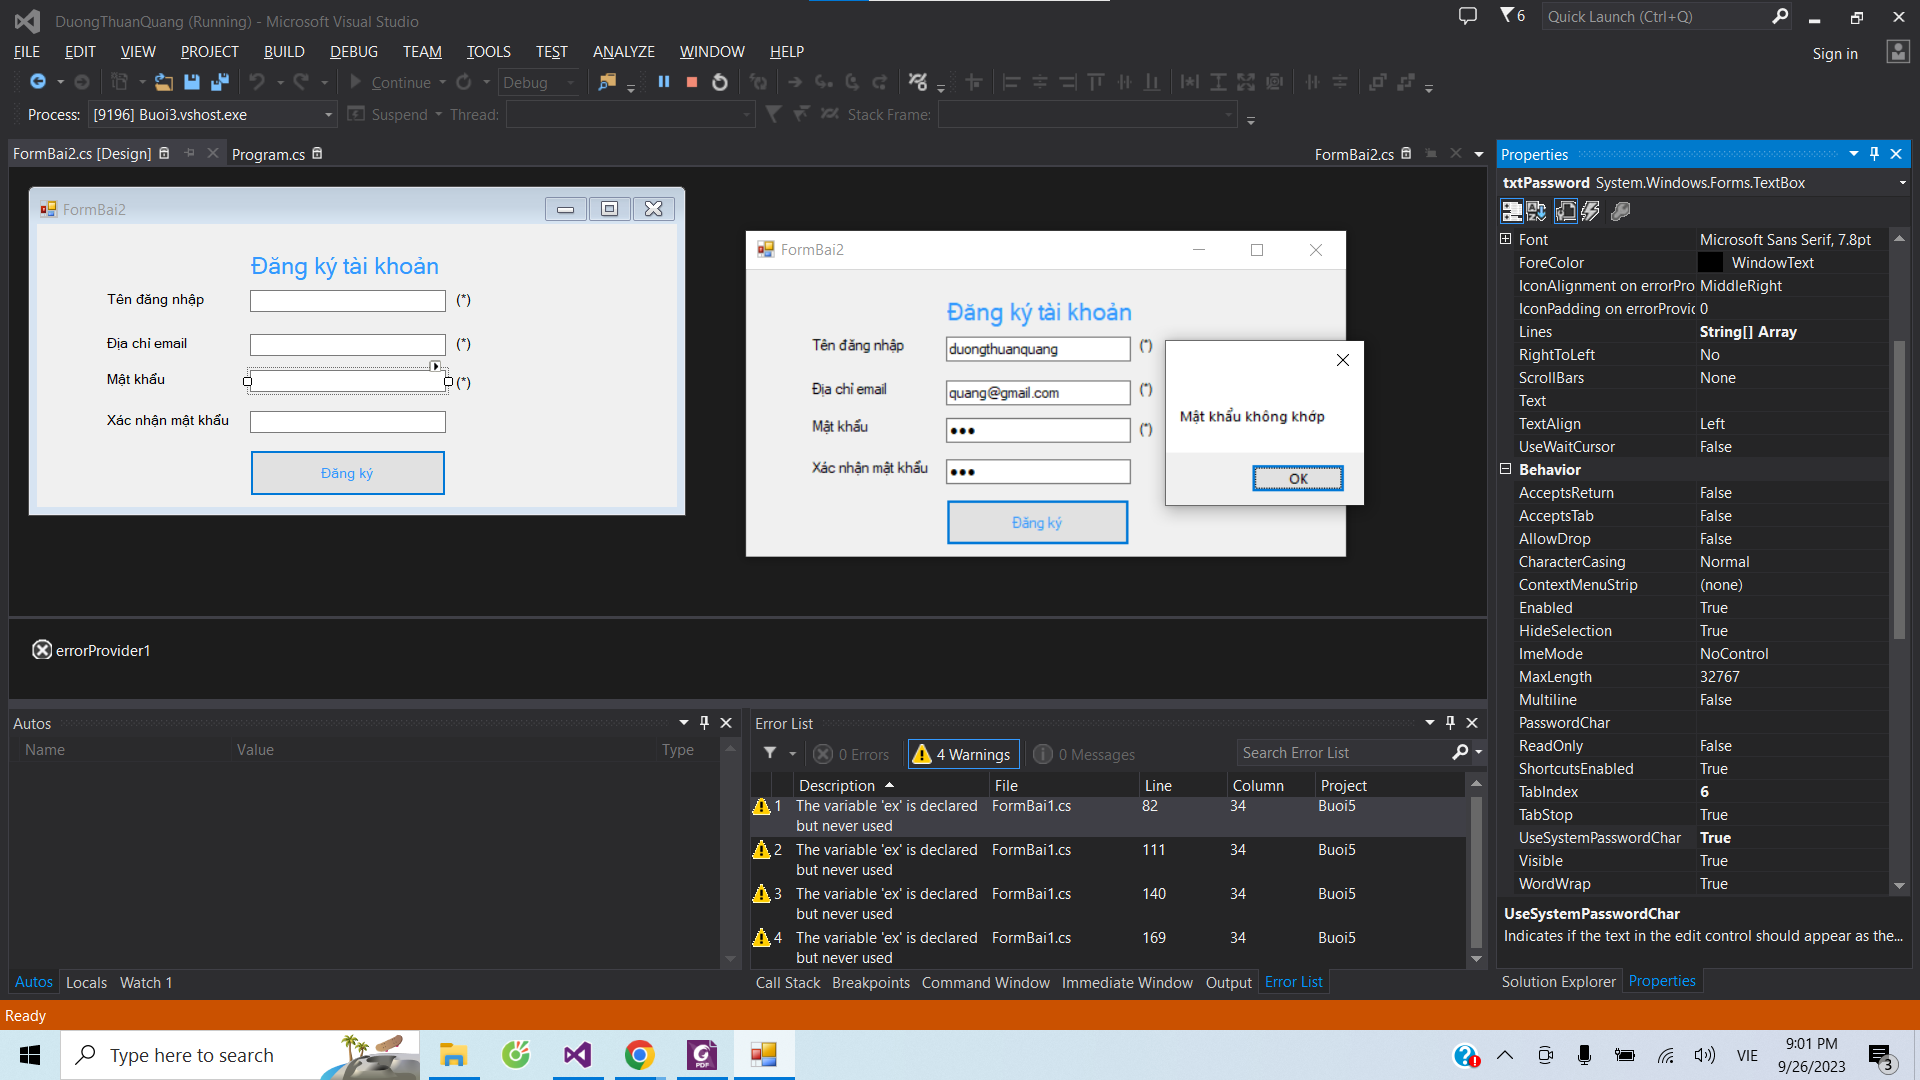 DuongThuanQuang (Running) - Microsoft Visual Studio
6
Quick Launch (Ctrl+Q)
FILE EDIT VIEW PROJECT BUILD DEBUG TEAM TOOLS TEST ANALYZE WINDOW HELP
Sign in
Continue
Debug
Process: [9196] Buoi3.vshost.exe
Suspend
Thread:
Stack Frame:
FormBai2.cs [Design]
Program.cs
FormBai2.cs
FormBai2
Đăng ký tài khoản
Tên đăng nhập
(*)
Địa chỉ email
(*)
Mật khẩu
(*)
Xác nhận mật khẩu
Đăng ký
FormBai2
Đăng ký tài khoản
Tên đăng nhập
duongthuanquang
(*)
Địa chỉ email
quang@gmail.com
(*)
Mật khẩu
●●●
(*)
Xác nhận mật khẩu
●●●
Đăng ký
Mật khẩu không khớp
OK
errorProvider1
Properties
txtPassword System.Windows.Forms.TextBox
Font Microsoft Sans Serif, 7.8pt
ForeColor WindowText
IconAlignment on errorPro MiddleRight
IconPadding on errorProvic 0
Lines String[] Array
RightToLeft No
ScrollBars None
Text
TextAlign Left
UseWaitCursor False
Behavior
AcceptsReturn False
AcceptsTab False
AllowDrop False
CharacterCasing Normal
ContextMenuStrip (none)
Enabled True
HideSelection True
ImeMode NoControl
MaxLength 32767
Multiline False
PasswordChar
ReadOnly False
ShortcutsEnabled True
TabIndex 6
TabStop True
UseSystemPasswordChar True
Visible True
WordWrap True
UseSystemPasswordChar
Indicates if the text in the edit control should appear as the...
Solution Explorer Properties
Autos
Name Value Type
Autos Locals Watch 1
Error List
0 Errors
4 Warnings
0 Messages
Search Error List
Description File Line Column Project
1 The variable 'ex' is declared but never used FormBai1.cs 82 34 Buoi5
2 The variable 'ex' is declared but never used FormBai1.cs 111 34 Buoi5
3 The variable 'ex' is declared but never used FormBai1.cs 140 34 Buoi5
4 The variable 'ex' is declared but never used FormBai1.cs 169 34 Buoi5
Call Stack Breakpoints Command Window Immediate Window Output Error List
Ready
Type here to search
VIE
9:01 PM
9/26/2023
3